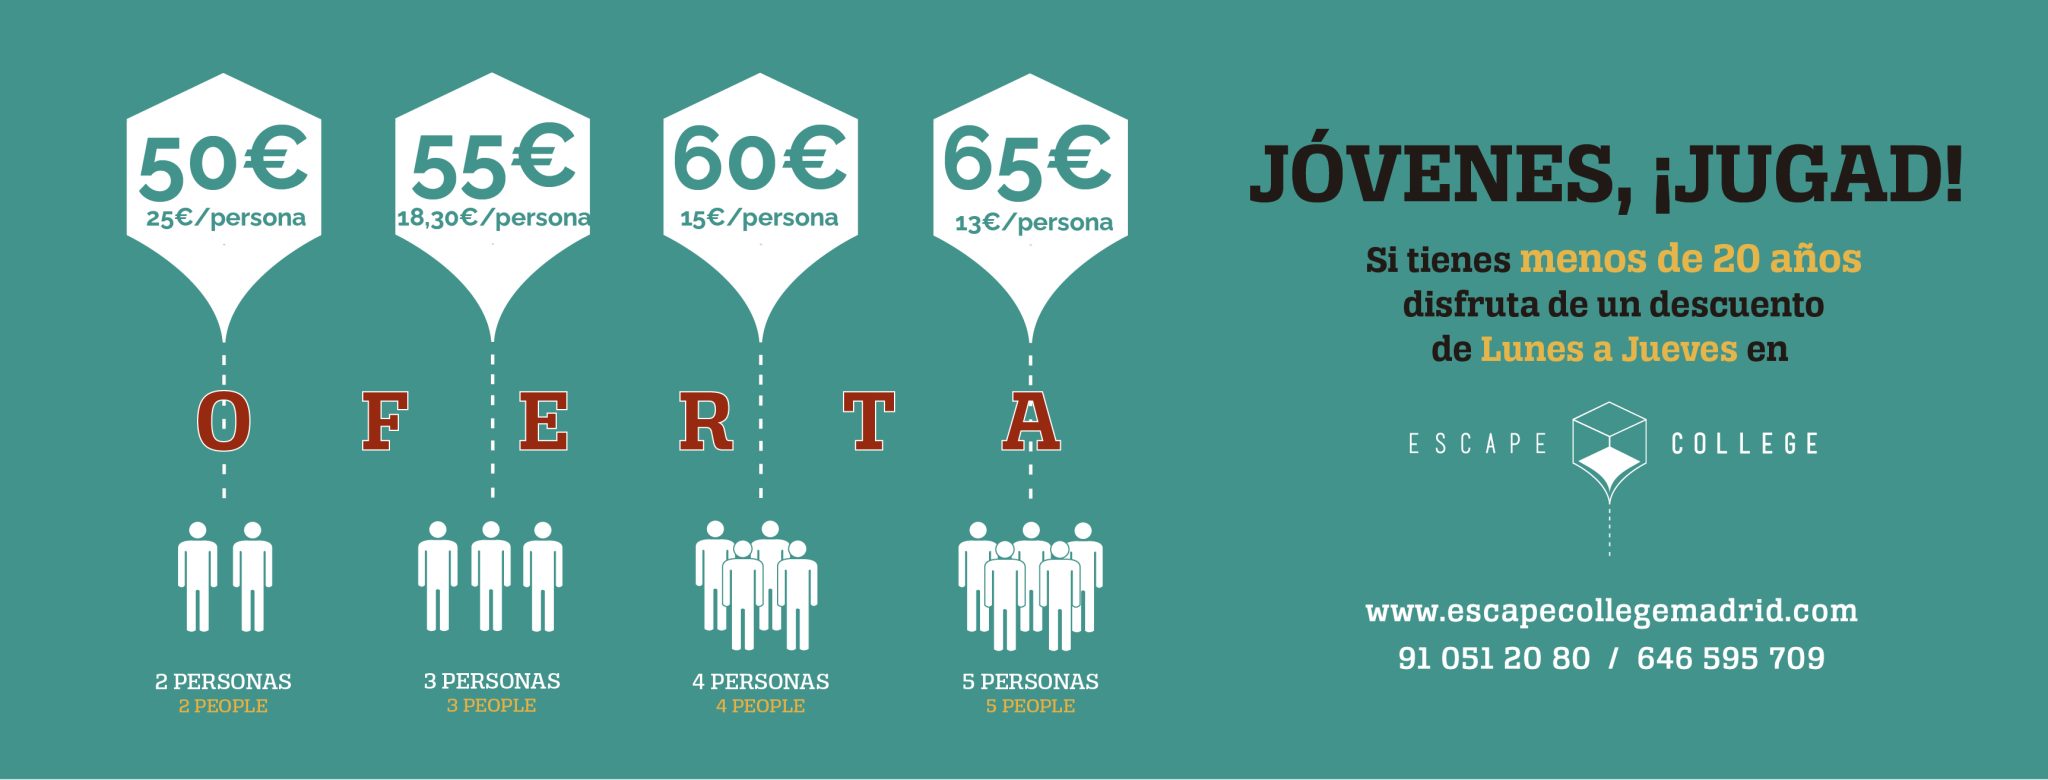 50€
25€/persona
55€
18,30€/persona
60€
15€/persona
65€
13€/persona
OFERTA
2 PERSONAS
2 PEOPLE
3 PERSONAS
3 PEOPLE
4 PERSONAS
4 PEOPLE
5 PERSONAS
5 PEOPLE
JÓVENES, ¡JUGAD!
Si tienes menos de 20 años
disfruta de un descuento
de Lunes a Jueves en
ESCAPE COLLEGE
www.escapecollegemadrid.com
91 051 20 80 / 646 595 709